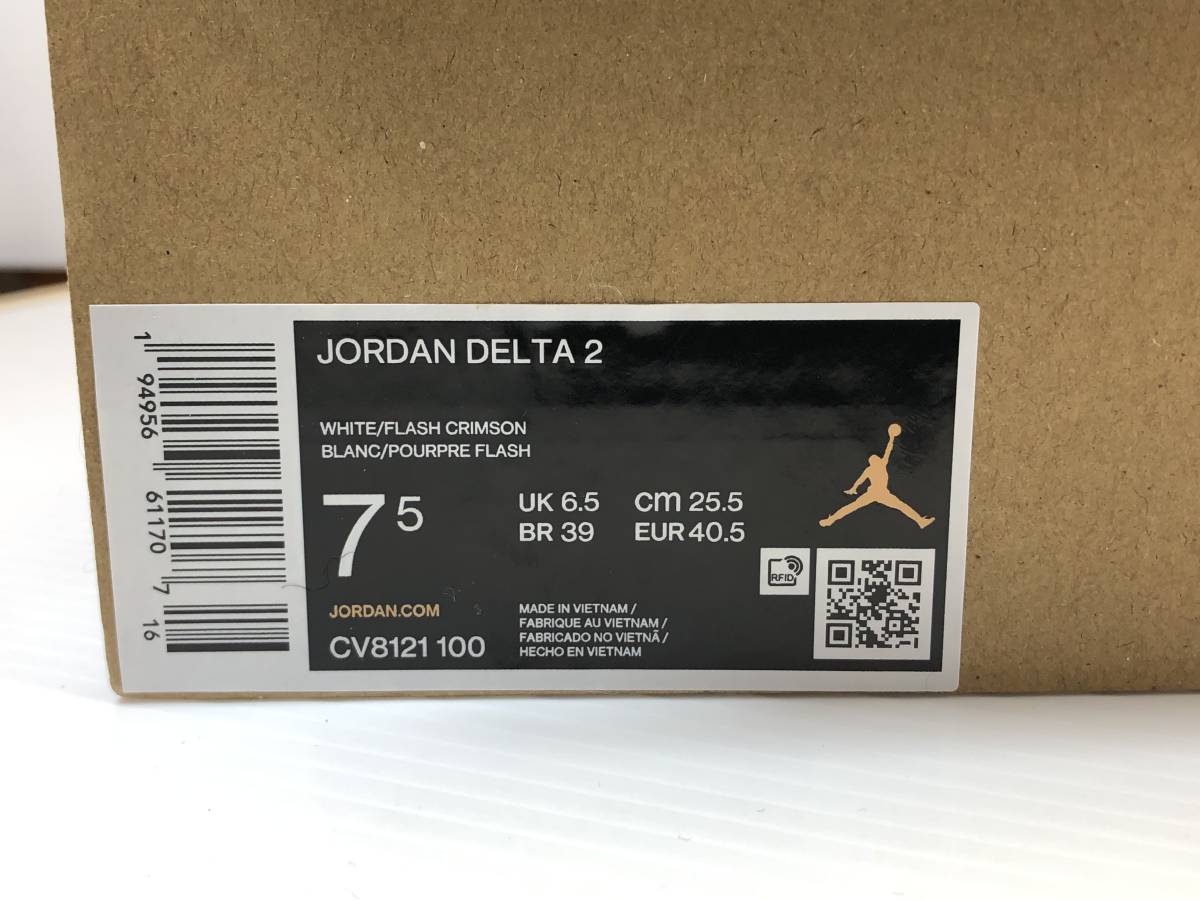 1 94956 61170 7 16
JORDAN DELTA 2
WHITE/FLASH CRIMSON
BLANC/POURPRE FLASH
7 5
UK 6.5 cm 25.5
BR 39 EUR 40.5
RFID
JORDAN.COM
CV8121 100
MADE IN VIETNAM /
FABRIQUE AU VIETNAM /
FABRICADO NO VIETNÃ /
HECHO EN VIETNAM